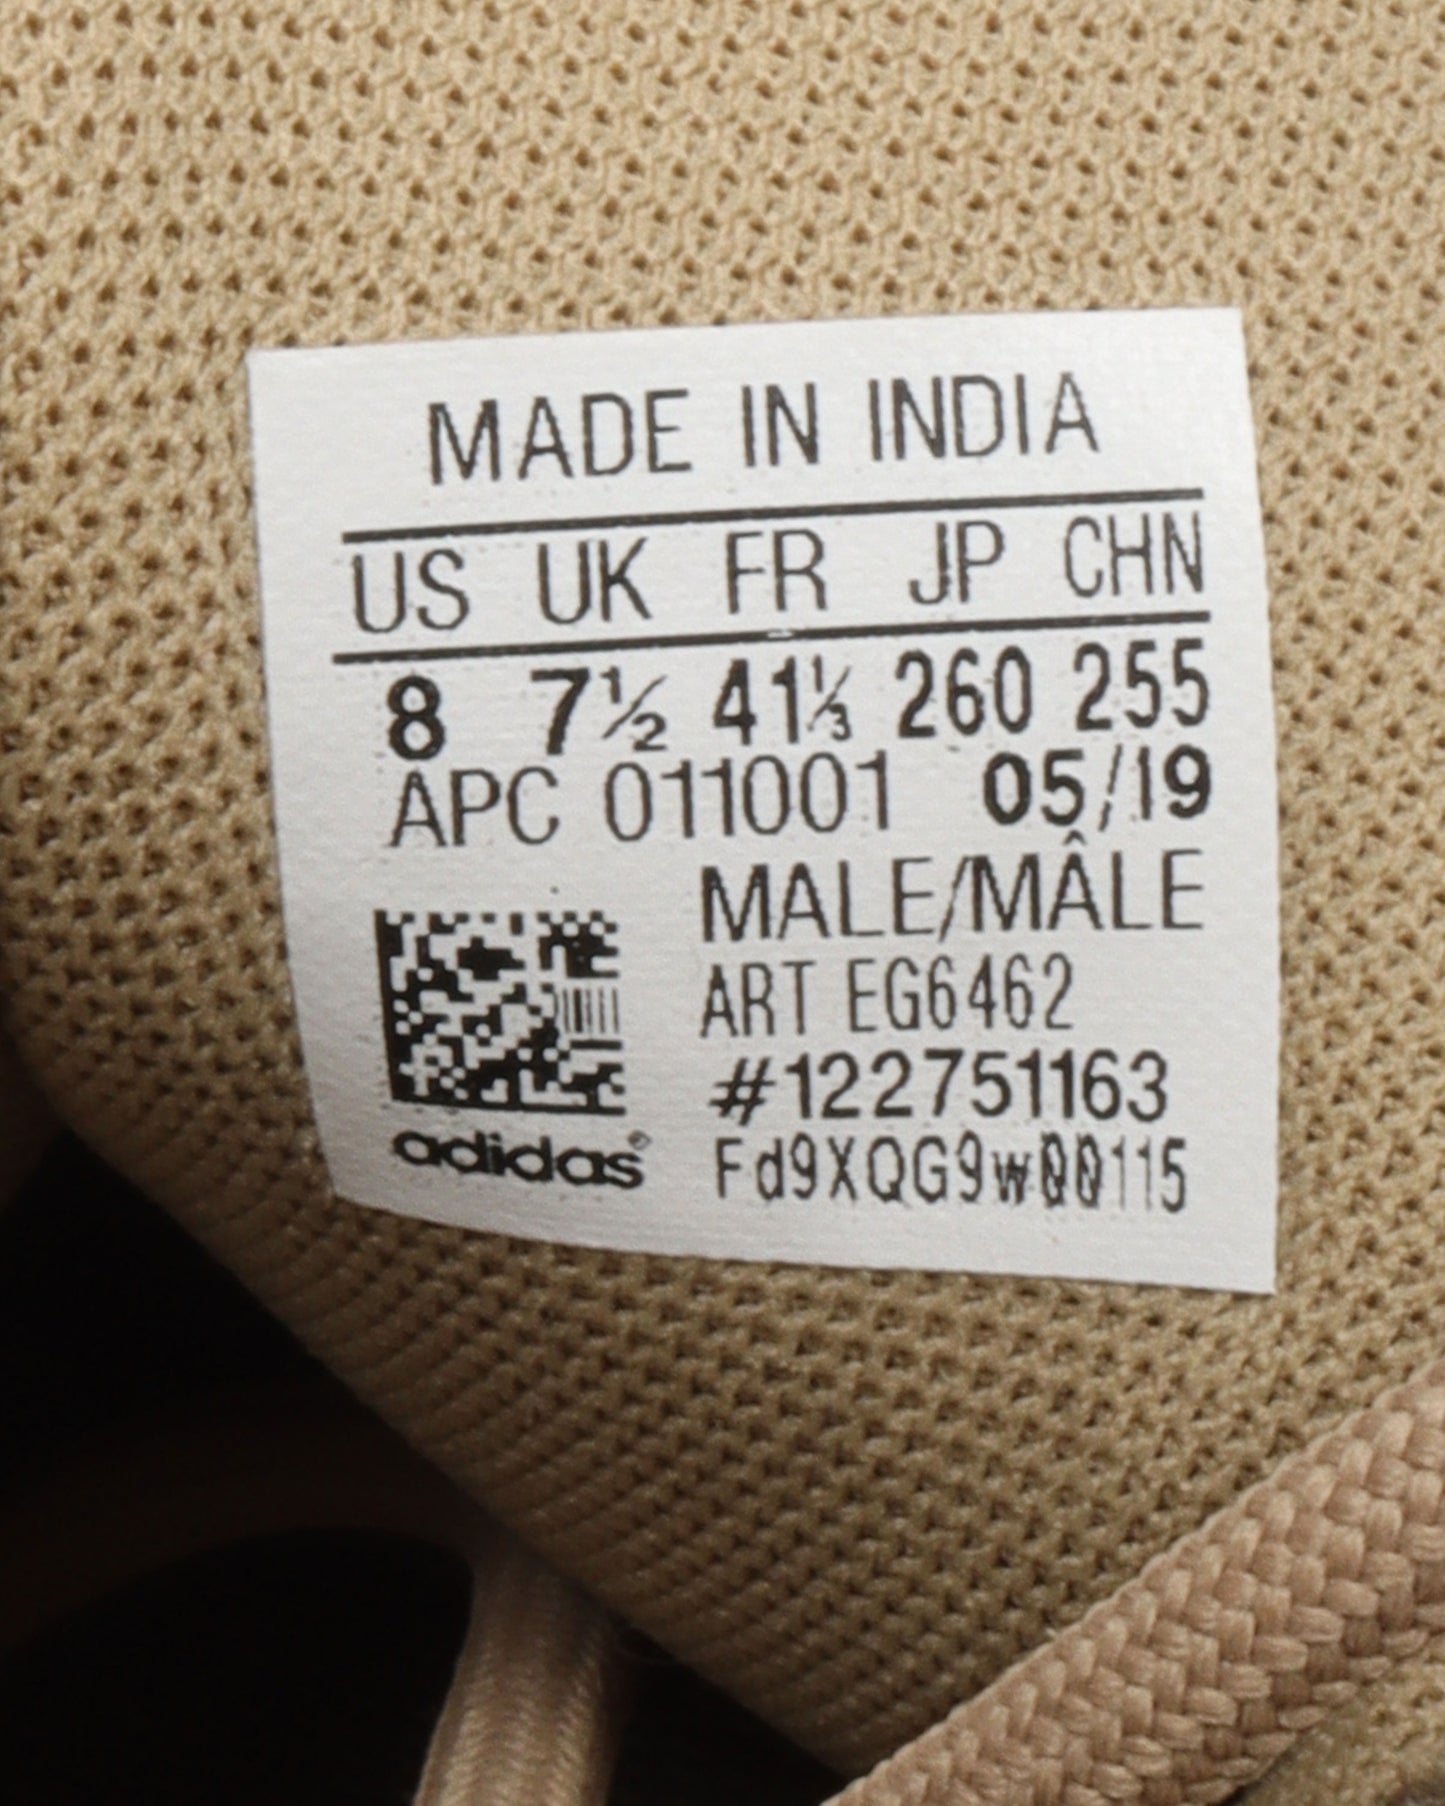 MADE IN INDIA
US UK FR JP CHN
8 7½ 41⅓ 260 255
APC 011001 05/19
MALE/MÂLE
ART EG6462
#122751163
adidas® Fd9XQG9w00115